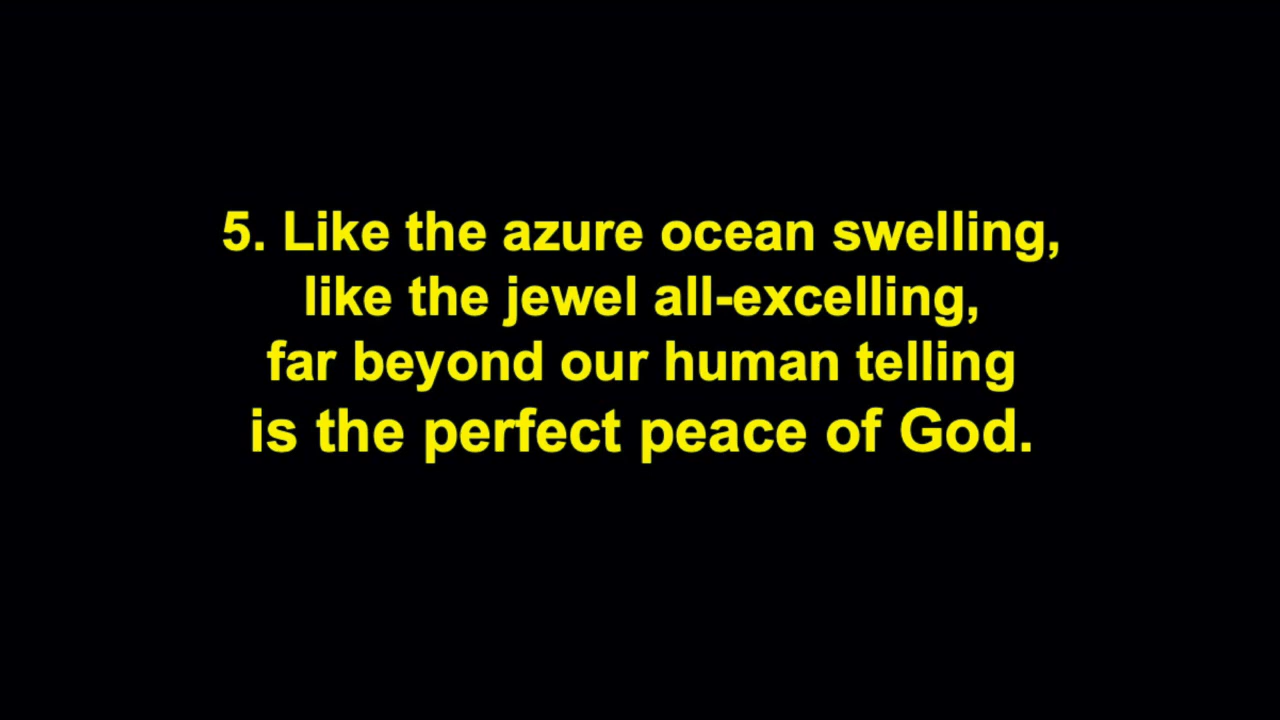 5. Like the azure ocean swelling,
like the jewel all-excelling,
far beyond our human telling
is the perfect peace of God.